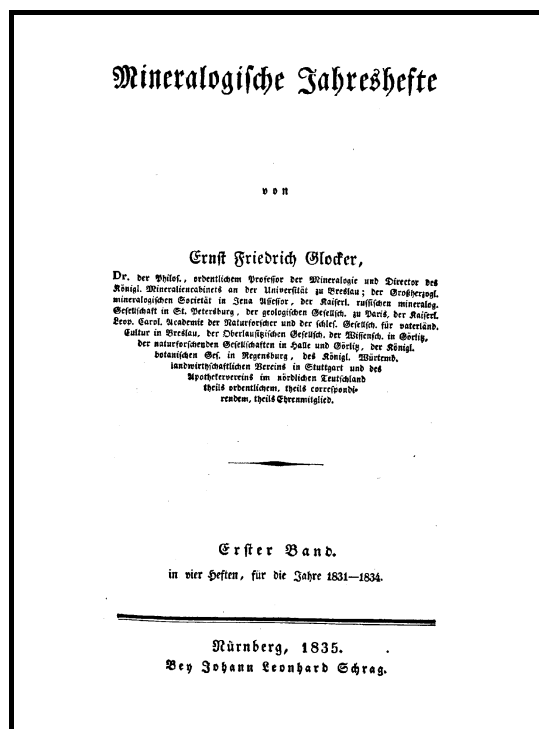 Mineralogische Jahreshefte
von
Ernst Friedrich Glocker,
Dr. der Philos., ordentlichem Professor der Mineralogie und Director des
Königl. Mineraliencabinets an der Universität zu Breslau; der Großherzogl.
mineralogischen Societät in Jena Assessor, der Kaiserl. russischen mineralog.
Gesellschaft in St. Petersburg, der geologischen Gesellsch. zu Paris, der Kaiserl.
Leop. Carol. Academie der Naturforscher und der schles. Gesellsch. für vaterländ.
Cultur in Breslau, der Oberlausitzischen Gesellsch. der Wissensch. in Görlitz,
der naturforschenden Gesellschaften in Halle und Görlitz, der Königl.
botanischen Ges. in Regensburg, des Königl. Würtemb.
landwirthschaftlichen Vereins in Stuttgart und des
Apothekervereins im nördlichen Teutschland
theils ordentlichem, theils correspondi-
rendem, theils Ehrenmitglied.
Erster Band.
in vier Heften, für die Jahre 1831—1834.
Nürnberg, 1835.
Bey Johann Leonhard Schrag.